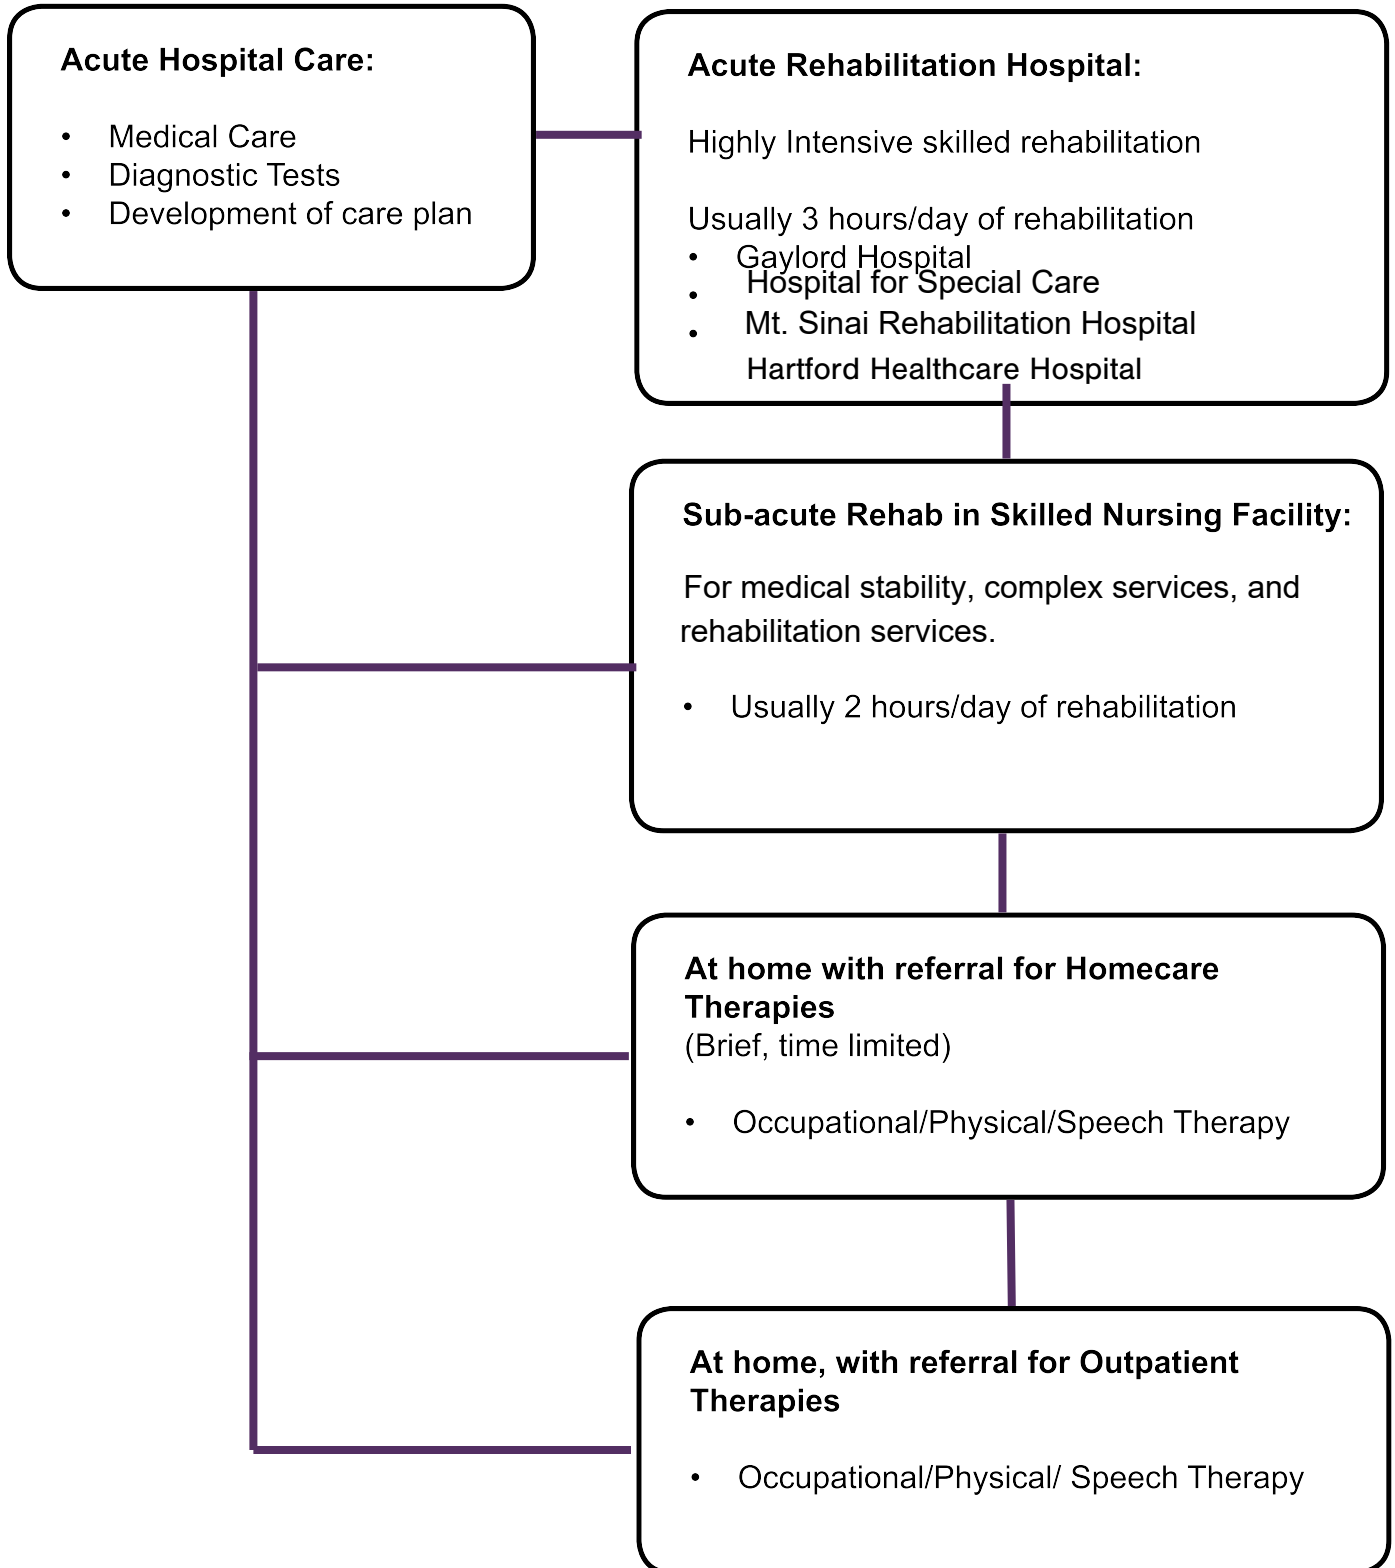 Acute Hospital Care:
• Medical Care
• Diagnostic Tests
• Development of care plan
Acute Rehabilitation Hospital:
Highly Intensive skilled rehabilitation
Usually 3 hours/day of rehabilitation
• Gaylord Hospital
• Hospital for Special Care
• Mt. Sinai Rehabilitation Hospital
Hartford Healthcare Hospital
Sub-acute Rehab in Skilled Nursing Facility:
For medical stability, complex services, and
rehabilitation services.
• Usually 2 hours/day of rehabilitation
At home with referral for Homecare
Therapies
(Brief, time limited)
• Occupational/Physical/Speech Therapy
At home, with referral for Outpatient
Therapies
• Occupational/Physical/ Speech Therapy